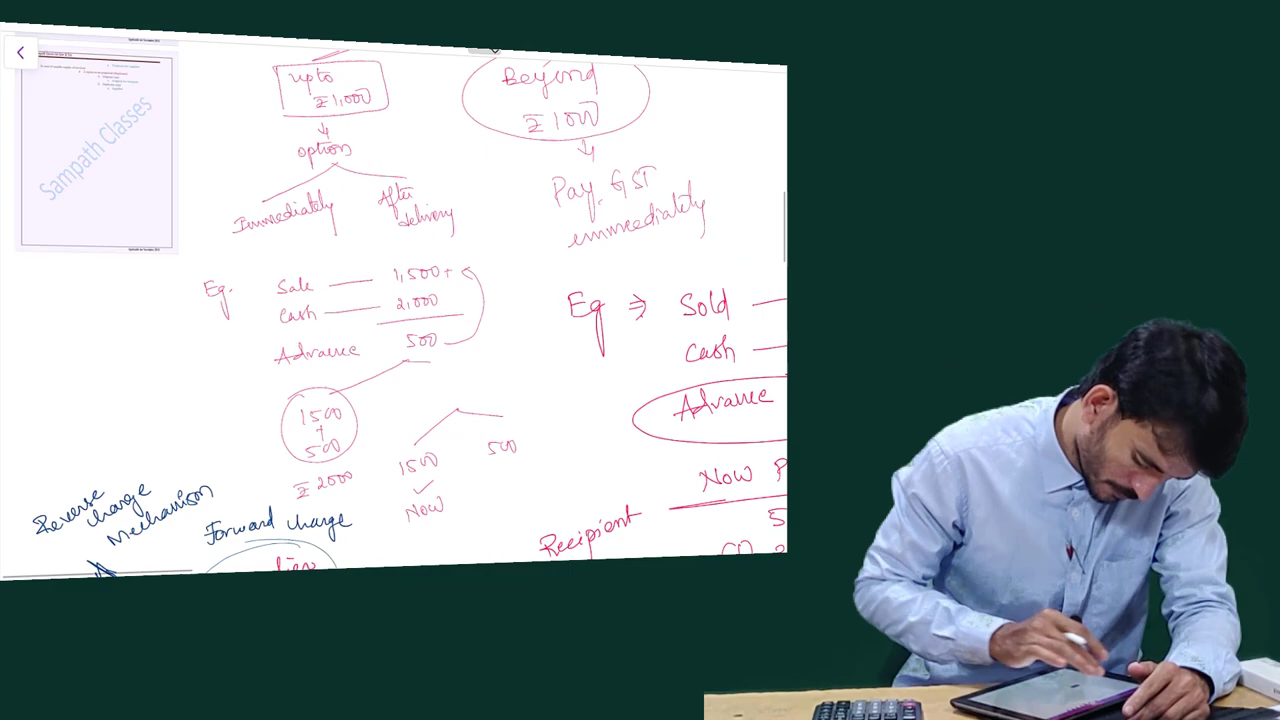 Sampath Classes
upto
₹1,000
option
Immediately
After
delivery
Beyond
₹1000
Pay GST
immediately
Eg. Sale — 1,500+
Cash — 2,000
Advance 500
1500
+
500
₹2000
1500
500
Now
Eg ⇒ Sold —
Cash —
Advance
Now P
Recipient
5
Reverse
charge
Mechanism
Forward charge